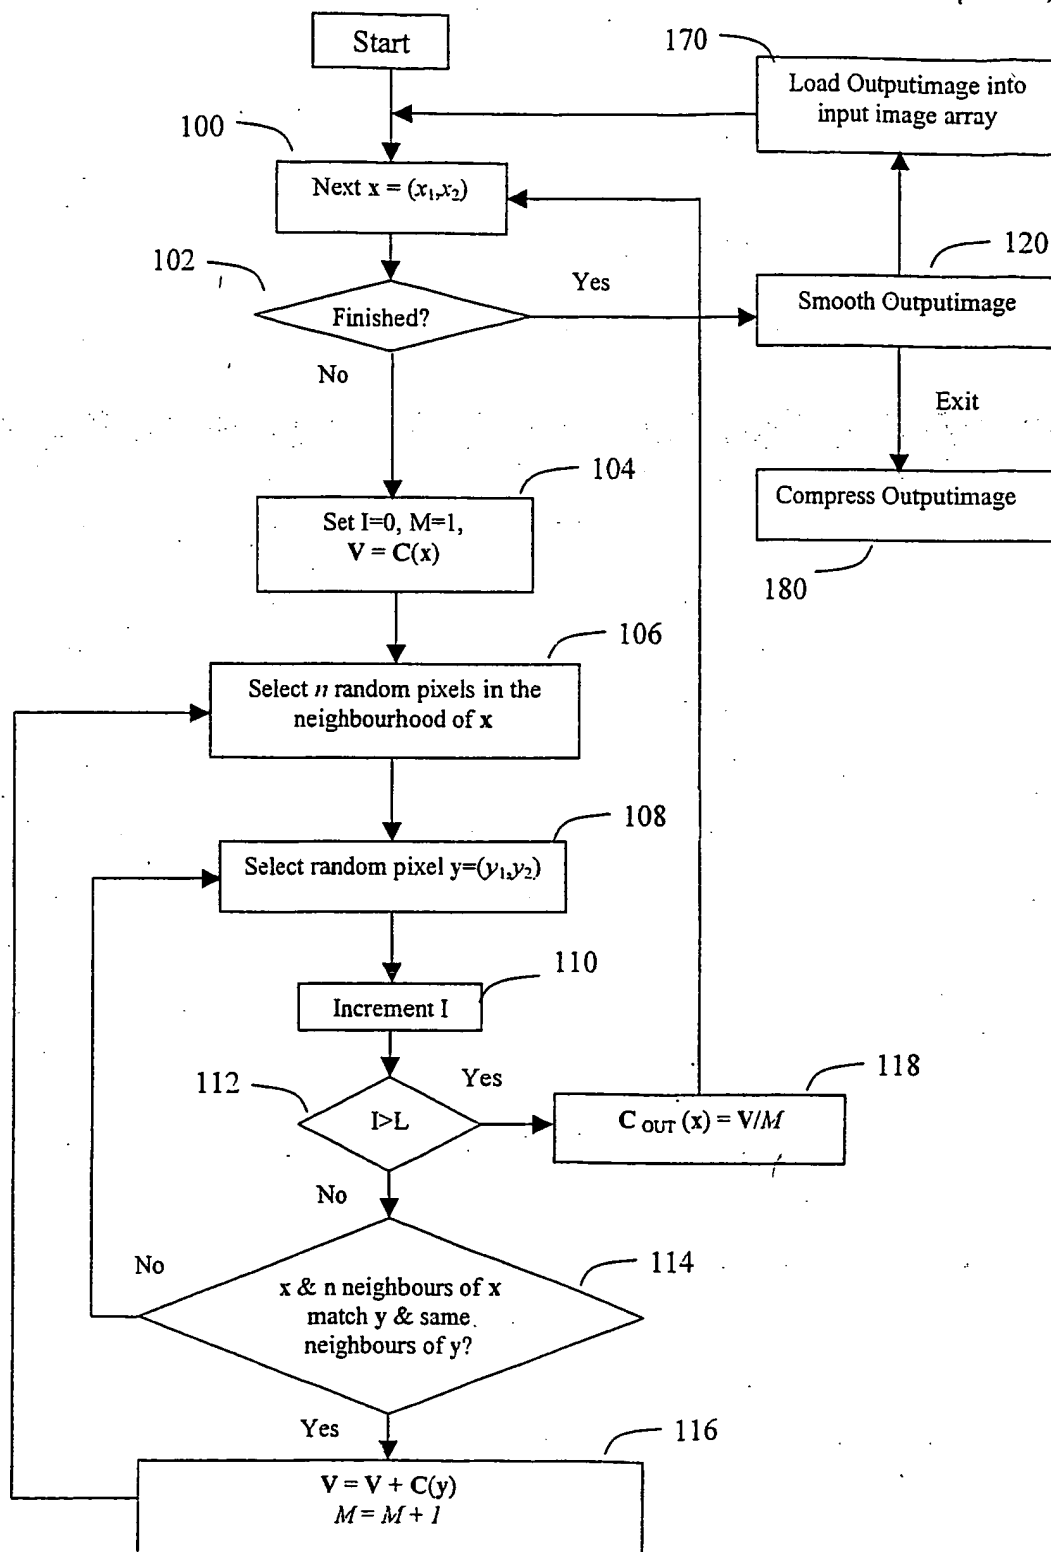 Start
170
Load Outputimage into
input image array
100
Next x = (x₁,x₂)
102
Finished?
Yes
120
Smooth Outputimage
No
Exit
104
Set I=0, M=1,
V = C(x)
Compress Outputimage
180
106
Select n random pixels in the
neighbourhood of x
108
Select random pixel y=(y₁,y₂)
110
Increment I
112
I>L
Yes
118
C OUT (x) = V/M
No
No
114
x & n neighbours of x
match y & same
neighbours of y?
Yes
116
V = V + C(y)
M = M + 1